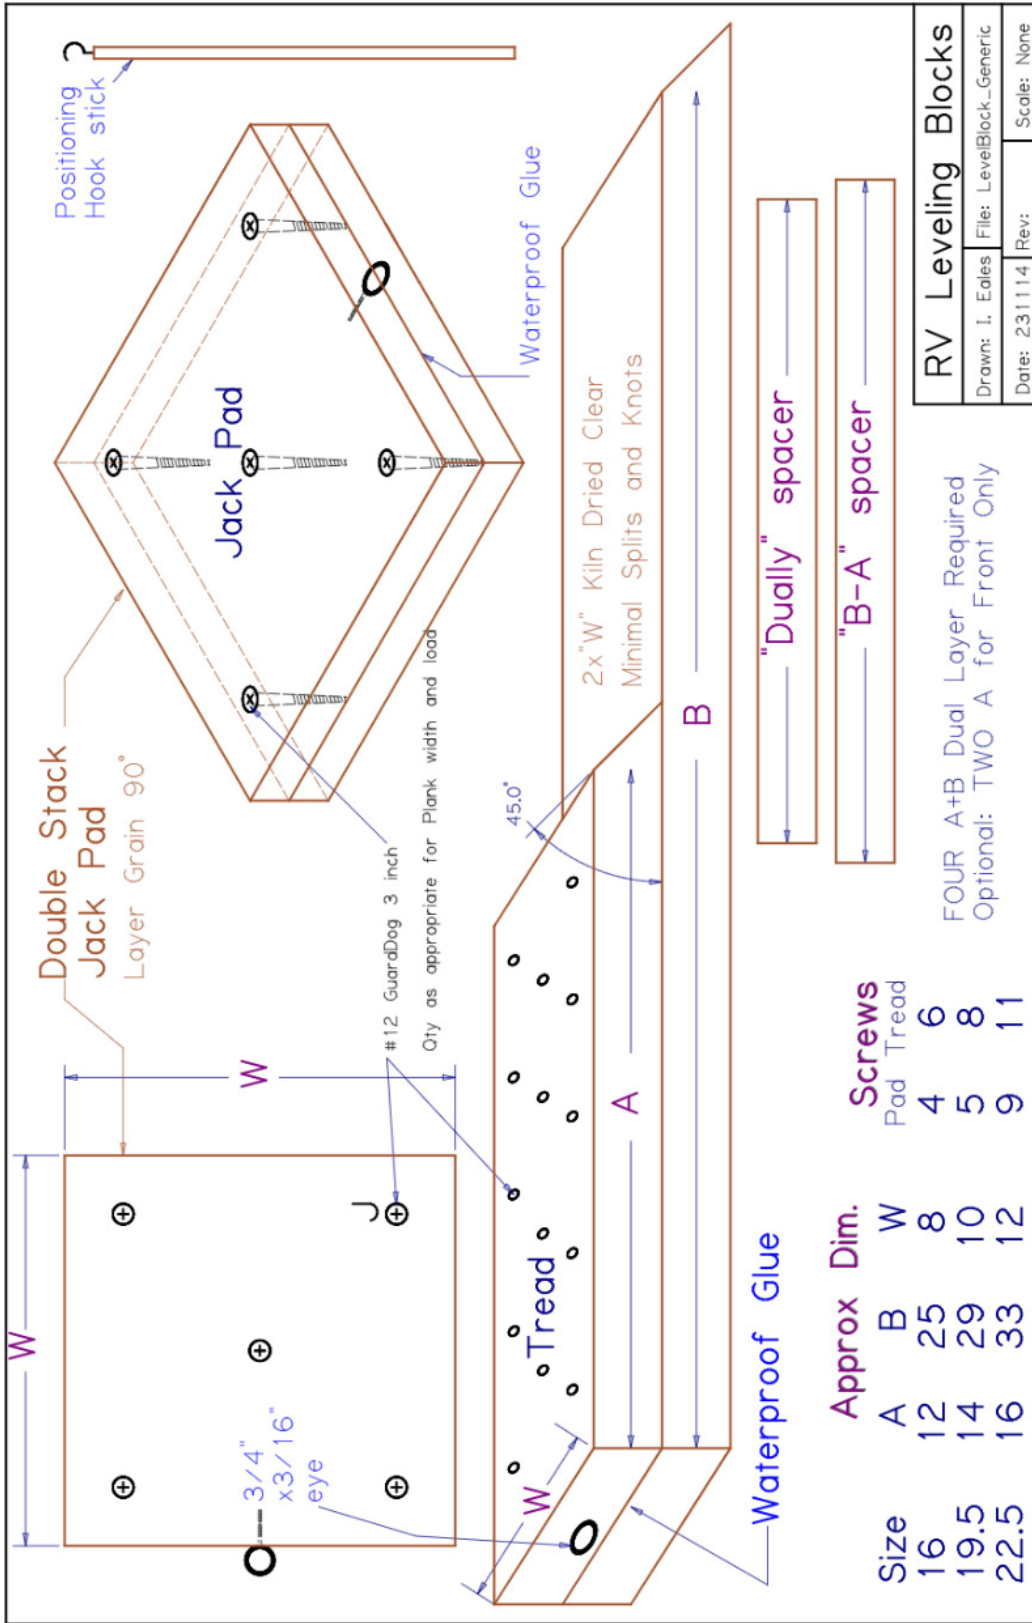 Double Stack
Jack Pad
Layer Grain 90°
Positioning
Hook stick
W
W
J
3/4"
x3/16"
eye
#12 GuardDog 3 inch
Qty as appropriate for Plank width and load
Jack Pad
Waterproof Glue
Tread
W
A
B
45.0°
2x"W" Kiln Dried Clear
Minimal Splits and Knots
Waterproof Glue
"Dually" spacer
"B-A" spacer
Approx Dim. Screws
Size A B W Pad Tread
16 12 25 8 4 6
19.5 14 29 10 5 8
22.5 16 33 12 9 11
FOUR A+B Dual Layer Required
Optional: TWO A for Front Only
RV Leveling Blocks
Drawn: I. Eales File: LevelBlock_Generic
Date: 231114 Rev: Scale: None